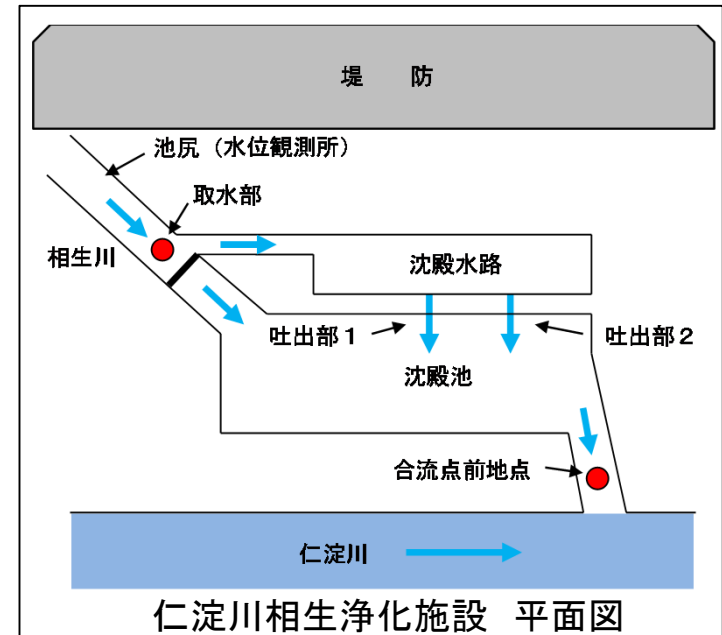 堤　防
池尻（水位観測所）
取水部
相生川
沈殿水路
吐出部１
吐出部２
沈殿池
合流点前地点
仁淀川
仁淀川相生浄化施設 平面図